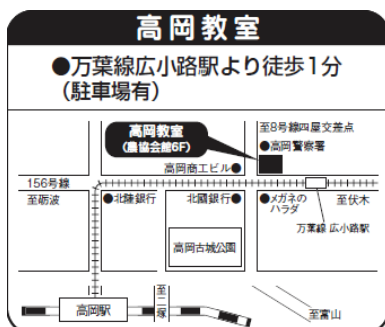 高岡教室
●万葉線広小路駅より徒歩1分
（駐車場有）
高岡教室
（農協会館6F）
至8号線四屋交差点
●高岡警察署
高岡商工ビル●
156号線
至砺波
●北陸銀行
北國銀行●
●メガネの
ハラダ
至伏木
万葉線 広小路駅
高岡古城公園
至二塚
高岡駅
至富山